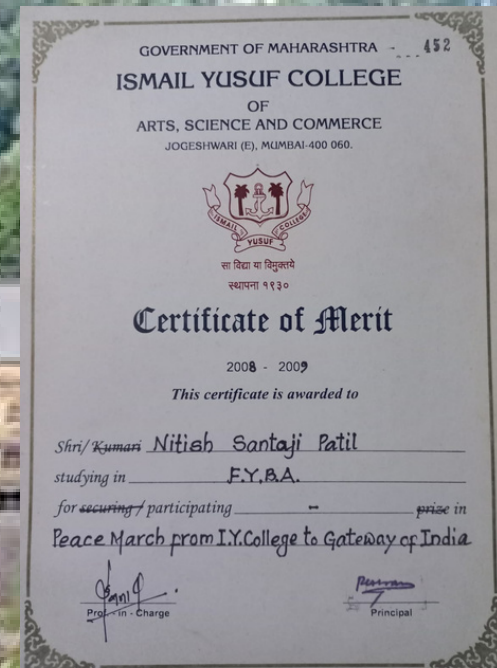 GOVERNMENT OF MAHARASHTRA - 452
ISMAIL YUSUF COLLEGE
OF
ARTS, SCIENCE AND COMMERCE
JOGESHWARI (E), MUMBAI-400 060.
ISMAIL YUSUF COLLEGE
सा विद्या या विमुक्तये
स्थापना १९३०
Certificate of Merit
2008 - 2009
This certificate is awarded to
Shri/ Kumari Nitish Santaji Patil
studying in F.Y.B.A.
for securing / participating - prize in
Peace March from I.Y.College to Gateway of India
Prof - in - Charge
Principal